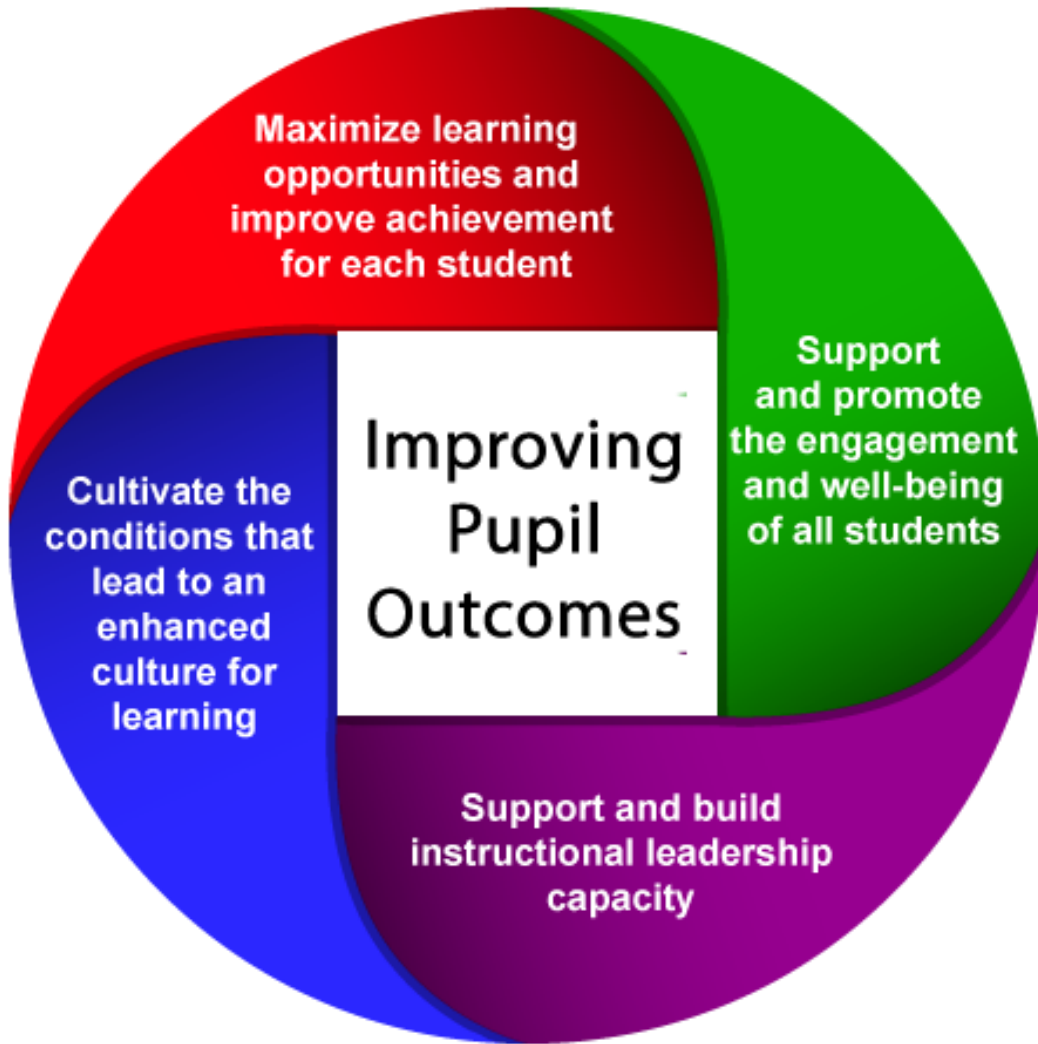 Maximize learning
opportunities and
improve achievement
for each student
Support
and promote
the engagement
and well-being
of all students
Improving
Pupil
Outcomes
Cultivate the
conditions that
lead to an
enhanced
culture for
learning
Support and build
instructional leadership
capacity